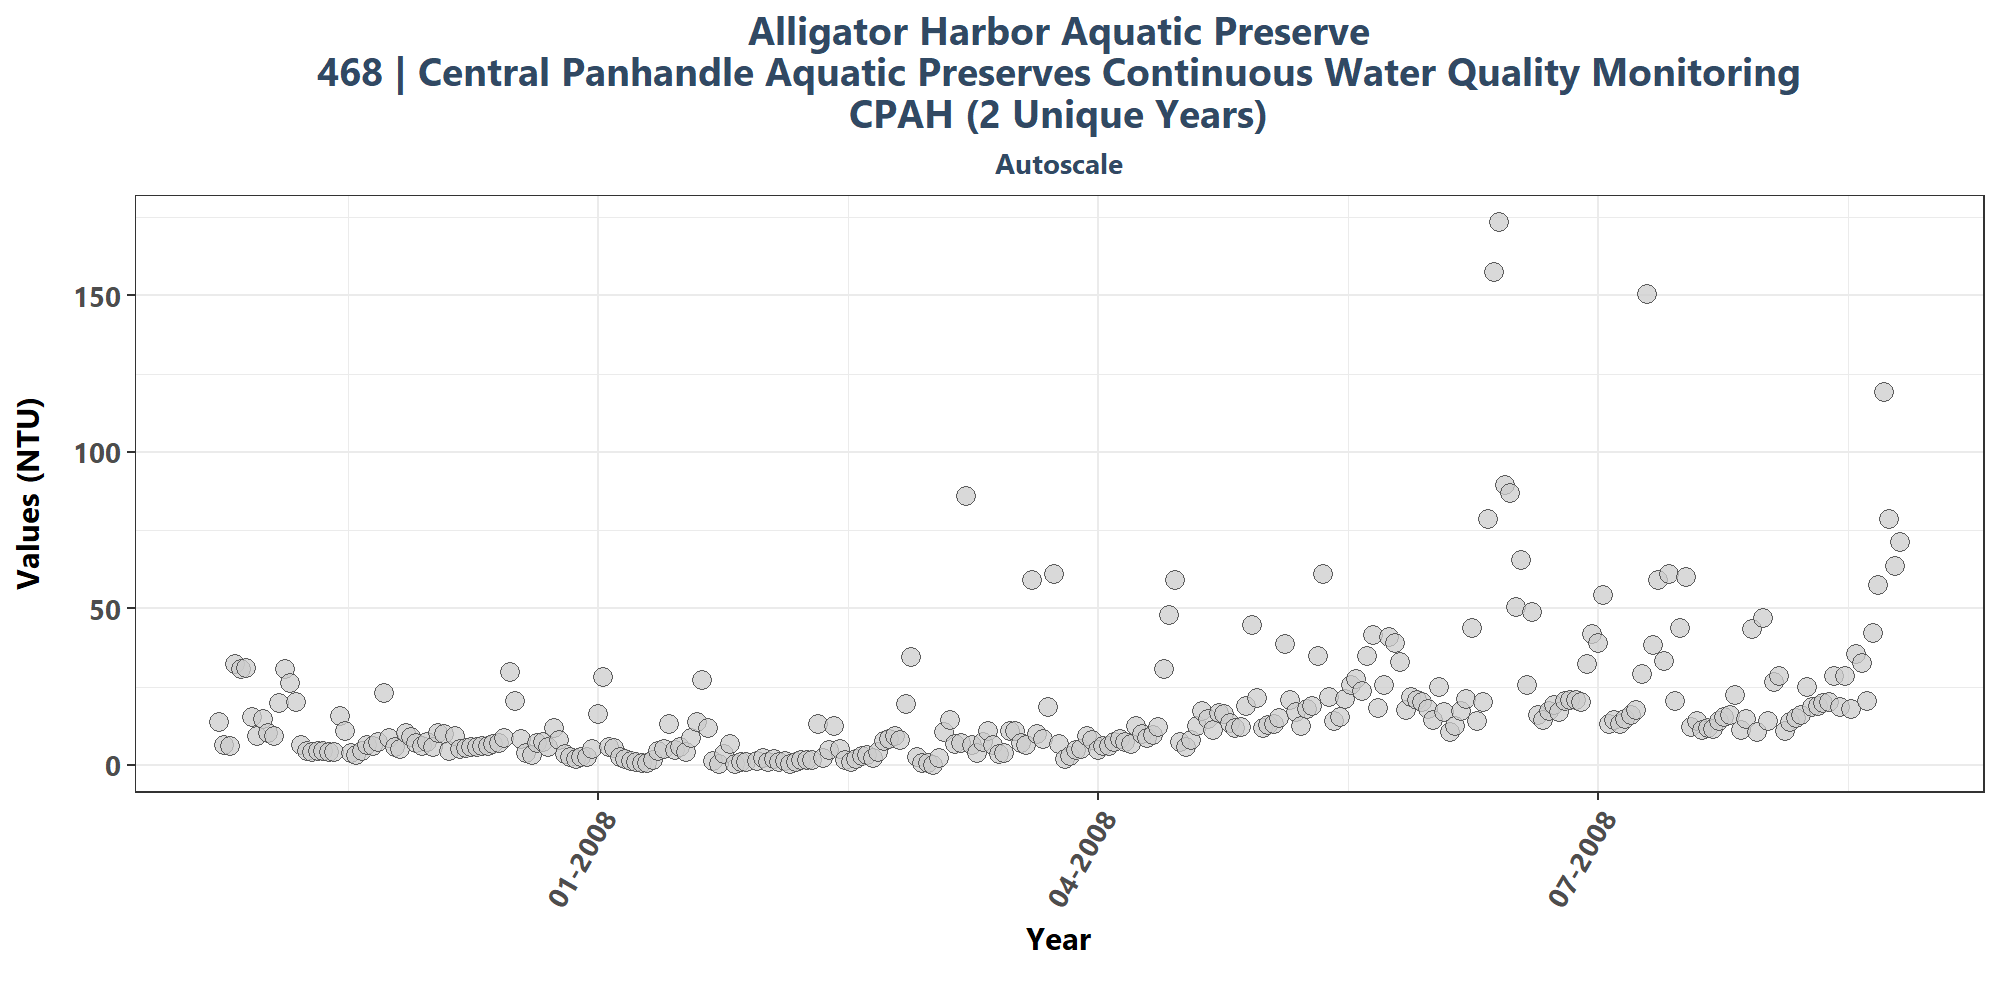 Alligator Harbor Aquatic Preserve
468 | Central Panhandle Aquatic Preserves Continuous Water Quality Monitoring
CPAH (2 Unique Years)
Autoscale
Values (NTU)
150
100
50
0
01-2008
04-2008
07-2008
Year